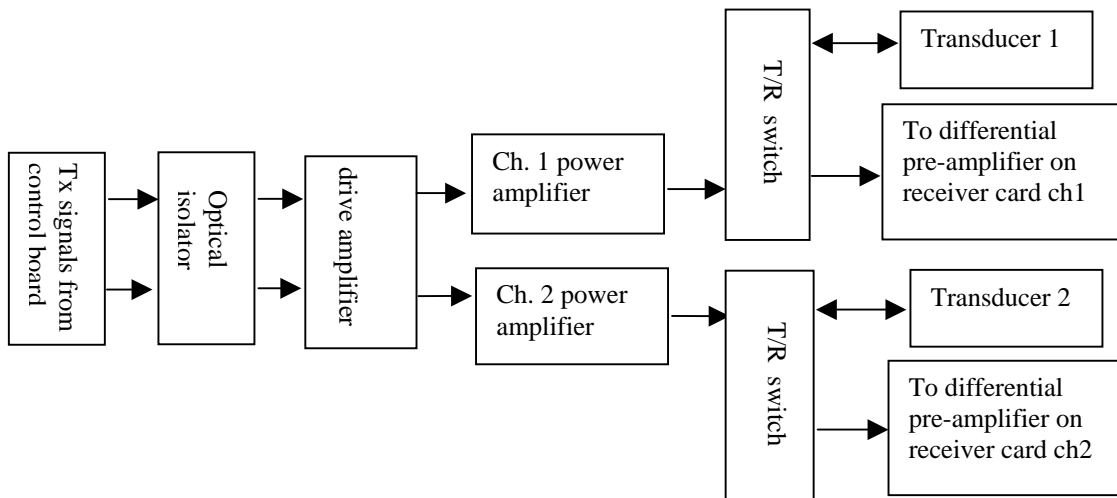 Tx signals from
control board
Optical
isolator
drive amplifier
Ch. 1 power
amplifier
T/R switch
Transducer 1
To differential
pre-amplifier on
receiver card ch1
Ch. 2 power
amplifier
T/R switch
Transducer 2
To differential
pre-amplifier on
receiver card ch2